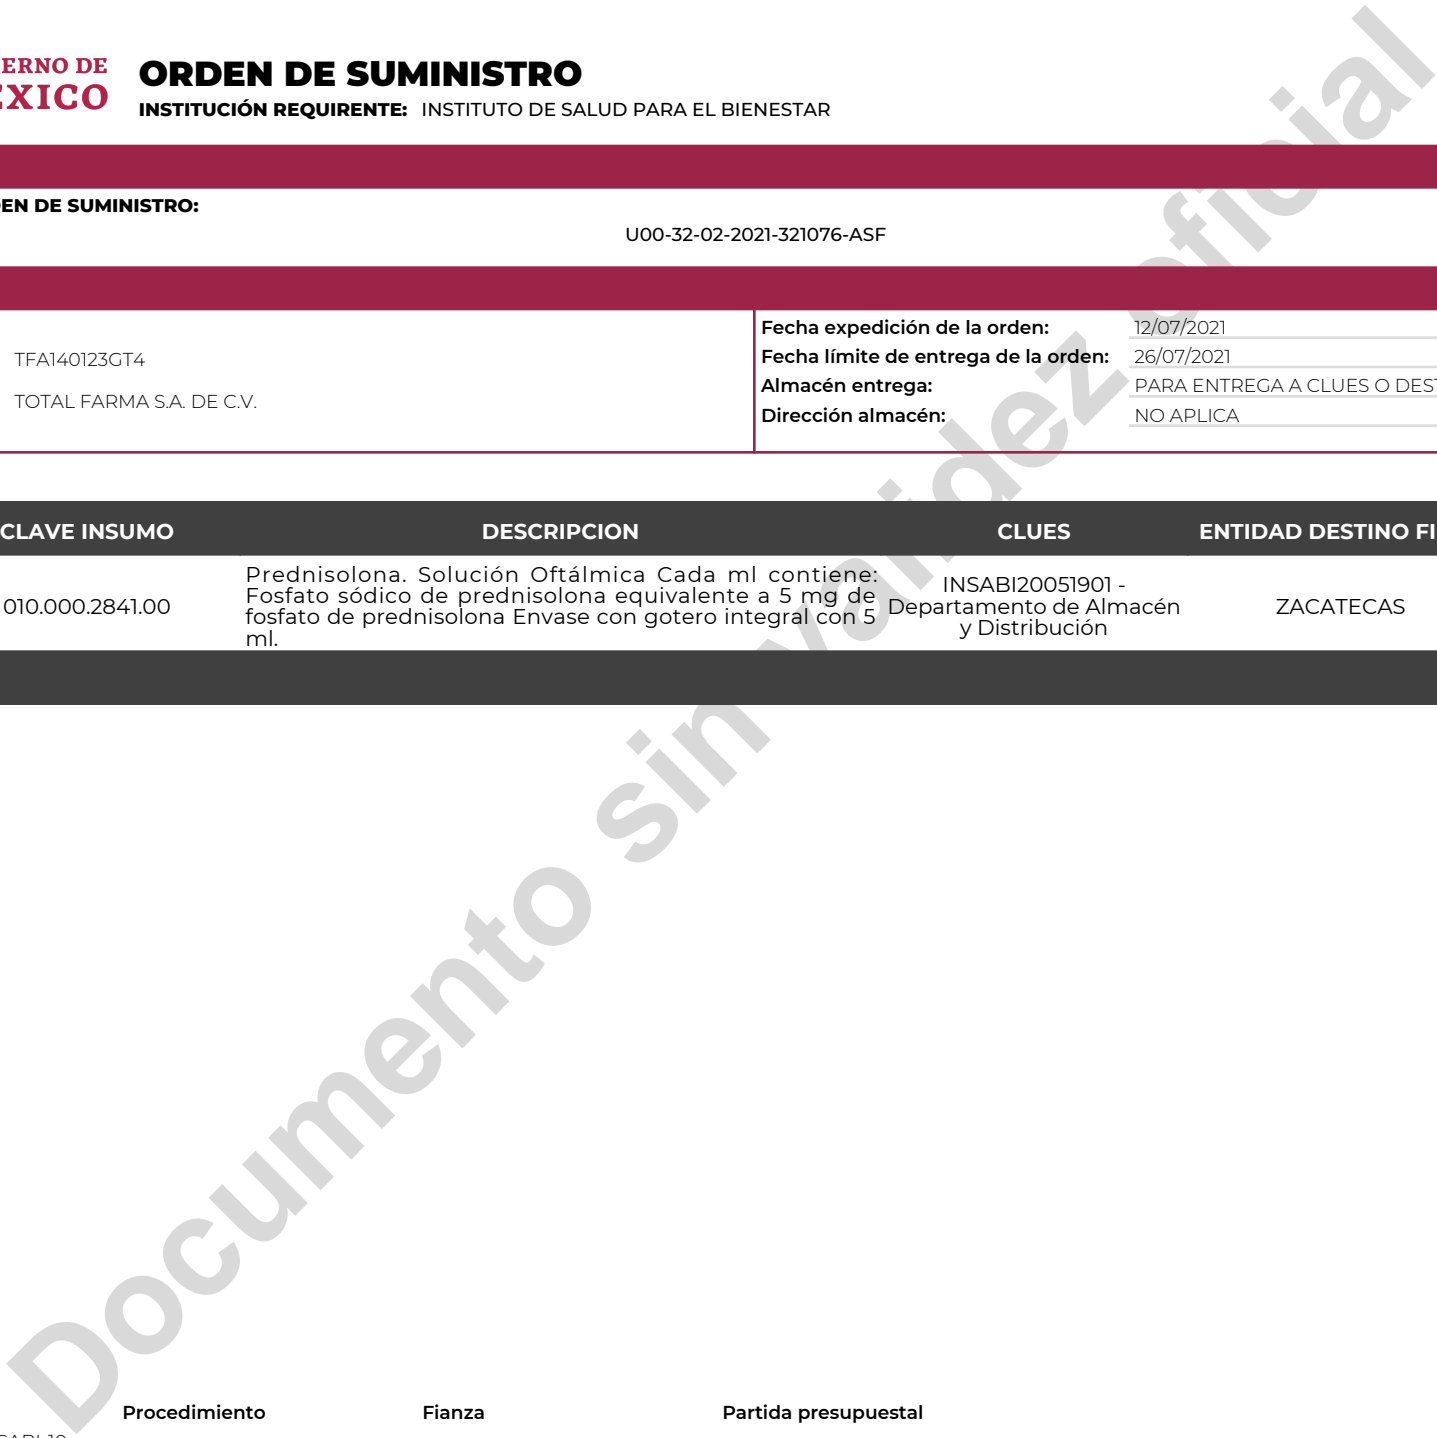 ERNO DE
EXICO
ORDEN DE SUMINISTRO
INSTITUCIÓN REQUIRENTE: INSTITUTO DE SALUD PARA EL BIENESTAR
EN DE SUMINISTRO:
U00-32-02-2021-321076-ASF
TFA140123GT4
TOTAL FARMA S.A. DE C.V.
Fecha expedición de la orden: 12/07/2021
Fecha límite de entrega de la orden: 26/07/2021
Almacén entrega: PARA ENTREGA A CLUES O DEST
Dirección almacén: NO APLICA
CLAVE INSUMO DESCRIPCION CLUES ENTIDAD DESTINO FI
010.000.2841.00
Prednisolona. Solución Oftálmica Cada ml contiene:
Fosfato sódico de prednisolona equivalente a 5 mg de
fosfato de prednisolona Envase con gotero integral con 5
ml.
INSABI20051901 -
Departamento de Almacén
y Distribución
ZACATECAS
Documento sin validez oficial
Procedimiento Fianza Partida presupuestal